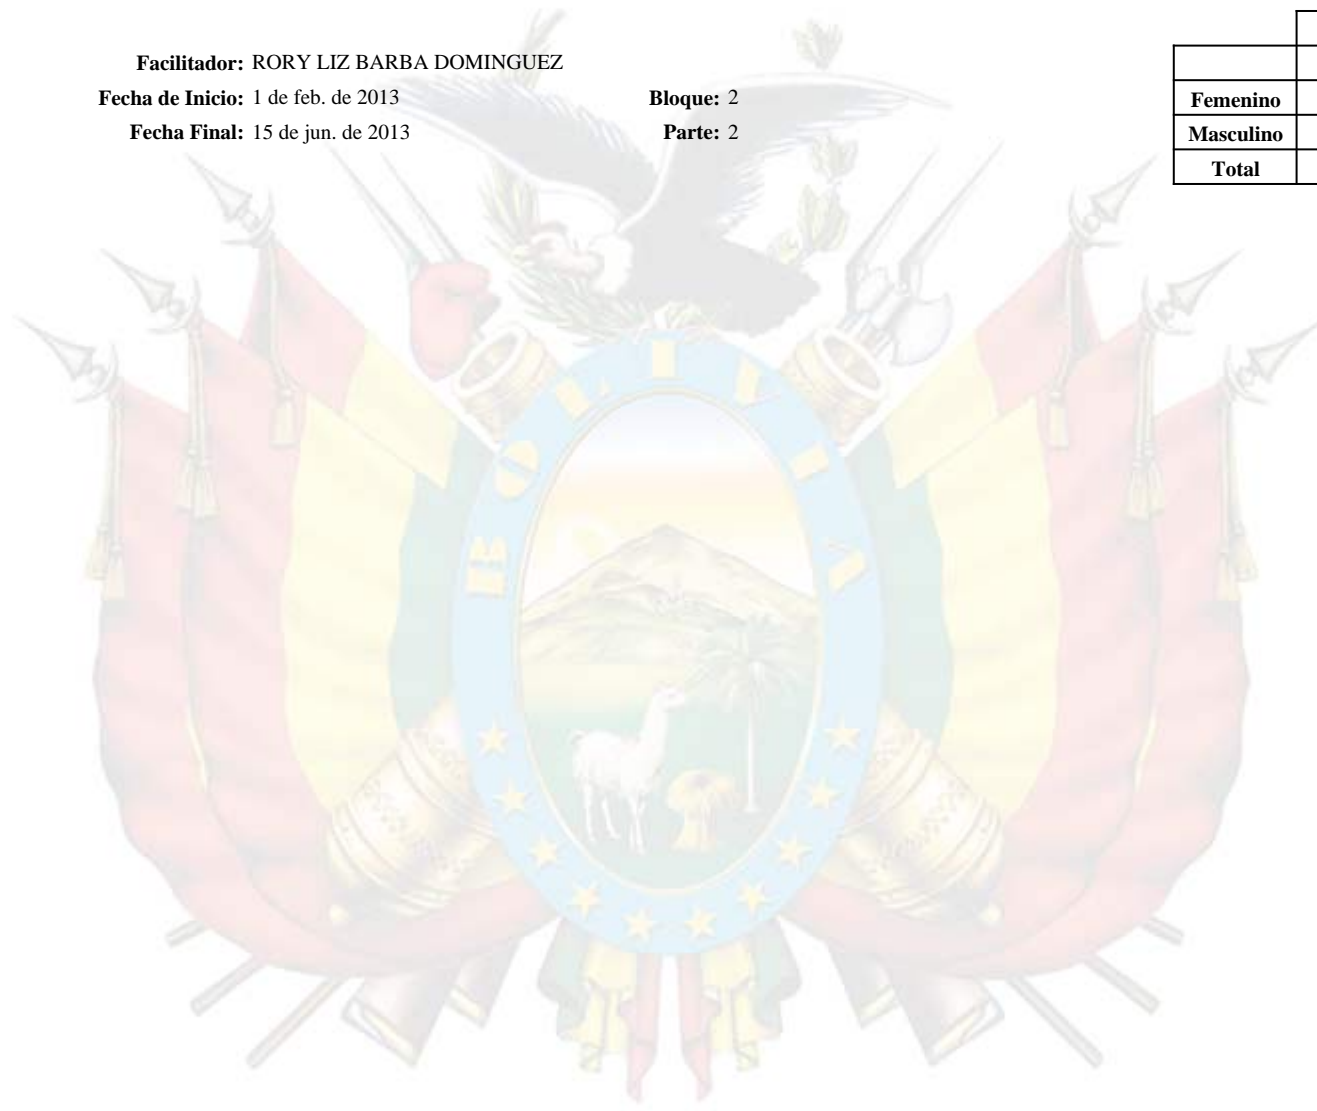 Facilitador: RORY LIZ BARBA DOMINGUEZ
Fecha de Inicio: 1 de feb. de 2013 Bloque: 2
Fecha Final: 15 de jun. de 2013 Parte: 2
Femenino
Masculino
Total
BOLIVIA